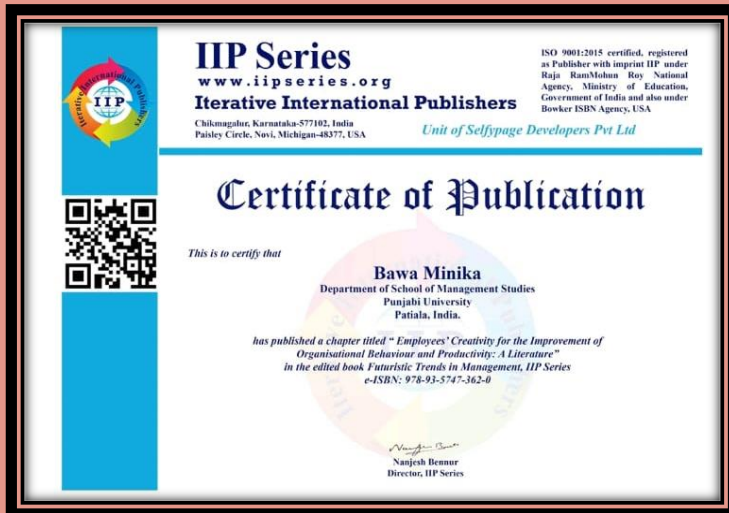 Iterative International Publishers
IIP
IIP Series
www.iipseries.org
Iterative International Publishers
Chikmagalur, Karnataka-577102, India
Paisley Circle, Novi, Michigan-48377, USA
ISO 9001:2015 certified, registered
as Publisher with imprint IIP under
Raja RamMohun Roy National
Agency, Ministry of Education,
Government of India and also under
Bowker ISBN Agency, USA
Unit of Selfypage Developers Pvt Ltd
Certificate of Publication
This is to certify that
Bawa Minika
Department of School of Management Studies
Punjabi University
Patiala, India.
has published a chapter titled “ Employees’ Creativity for the Improvement of
Organisational Behaviour and Productivity: A Literature”
in the edited book Futuristic Trends in Management, IIP Series
e-ISBN: 978-93-5747-362-0
Nanjesh Bennur
Director, IIP Series